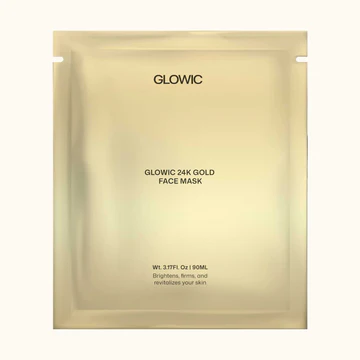 GLOWIC
GLOWIC 24K GOLD
FACE MASK
Wt. 3.17Fl. Oz | 90ML
Brightens, firms, and
revitalizes your skin